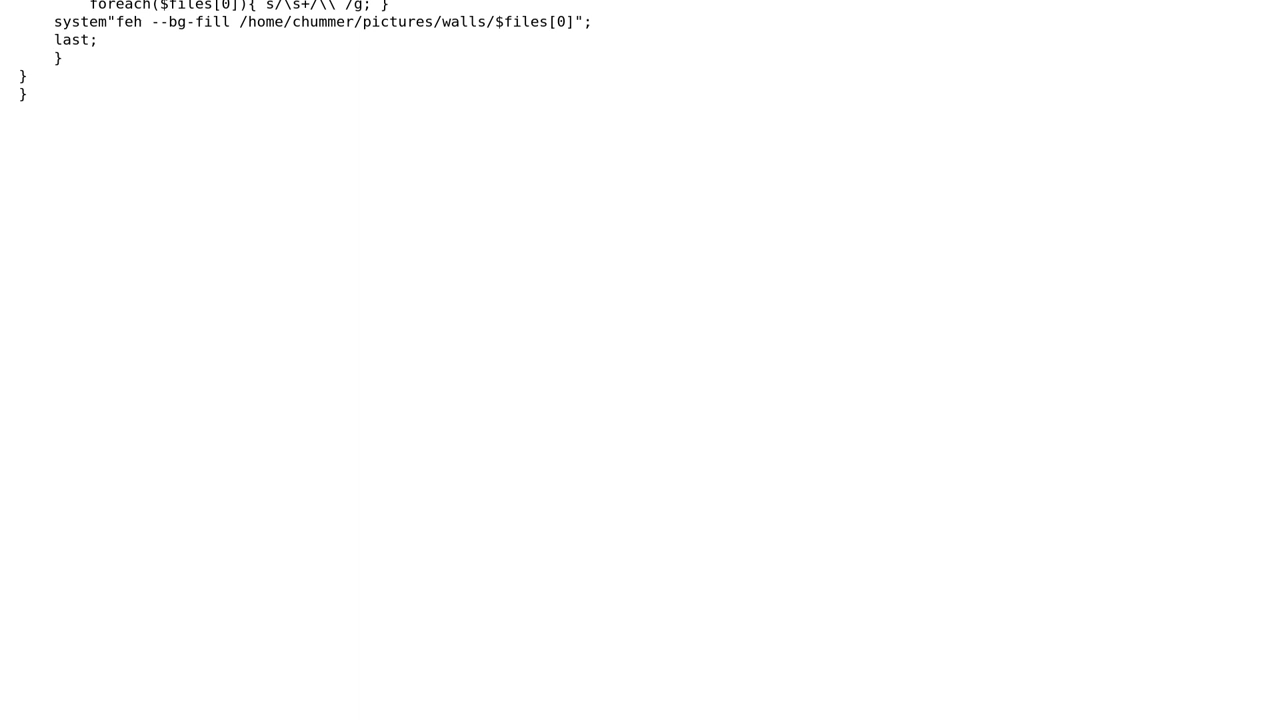 foreach($files[0]){ s/\s+/\\ /g; }
    system"feh --bg-fill /home/chummer/pictures/walls/$files[0]";
    last;
    }
}
}